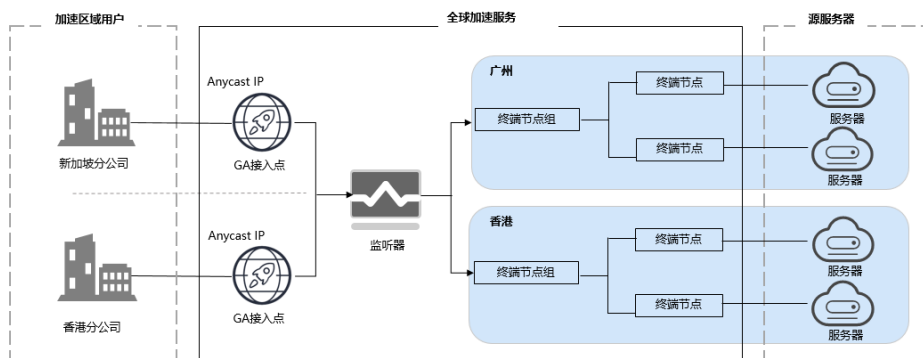 加速区域用户
全球加速服务
源服务器
Anycast IP
GA接入点
新加坡分公司
Anycast IP
GA接入点
香港分公司
监听器
广州
终端节点组
终端节点
终端节点
服务器
服务器
香港
终端节点组
终端节点
终端节点
服务器
服务器